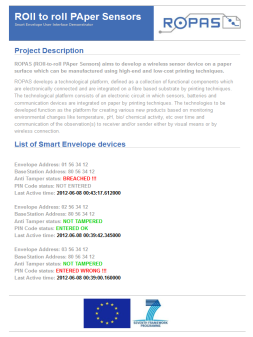 ROll to roll PAper Sensors
Smart Envelope User Interface Demonstrator
ROPAS
Project Description
ROPAS (ROll-to-roll PAper Sensors) aims to develop a wireless sensor device on a paper
surface which can be manufactured using high-end and low-cost printing techniques.
ROPAS develops a technological platform, defined as a collection of functional components which
are electronically connected and are integrated on a fibre based substrate by printing techniques.
The technological platform consists of an electronic circuit in which sensors, batteries and
communication devices are integrated on paper by printing techniques. The technologies to be
developed function as the platform for creating various new products based on monitoring
environmental changes like temperature, pH, bio/ chemical activity, etc over time and
communication of the observation(s) to receiver and/or sender either by visual means or by
wireless connection.
List of Smart Envelope devices
Envelope Address: 01 56 34 12
BaseStation Address: 80 56 34 12
Anti Tamper status: BREACHED !!!
PIN Code status: NOT ENTERED
Last Active time: 2012-06-08 00:43:17.612000
Envelope Address: 02 56 34 12
BaseStation Address: 80 56 34 12
Anti Tamper status: NOT TAMPERED
PIN Code status: ENTERED OK
Last Active time: 2012-06-08 00:39:42.345000
Envelope Address: 03 56 34 12
BaseStation Address: 80 56 34 12
Anti Tamper status: NOT TAMPERED
PIN Code status: ENTERED WRONG !!!
Last Active time: 2012-06-08 00:39:00.160000
SEVENTH FRAMEWORK
PROGRAMME